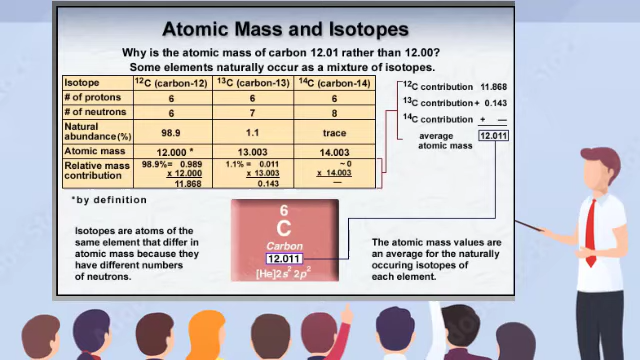 Atomic Mass and Isotopes
Why is the atomic mass of carbon 12.01 rather than 12.00?
Some elements naturally occur as a mixture of isotopes.
Isotope ¹²C (carbon-12) ¹³C (carbon-13) ¹⁴C (carbon-14)
# of protons 6 6 6
# of neutrons 6 7 8
Natural
abundance(%) 98.9 1.1 trace
Atomic mass 12.000 * 13.003 14.003
Relative mass 98.9%= 0.989 1.1% = 0.011 ~ 0
contribution x 12.000 x 13.003 x 14.003
11.868 0.143 —
¹²C contribution 11.868
¹³C contribution + 0.143
¹⁴C contribution + —
average 12.011
atomic mass
*by definition
Isotopes are atoms of the
same element that differ in
atomic mass because they
have different numbers
of neutrons.
6
C
Carbon
12.011
[He]2s² 2p²
The atomic mass values are
an average for the naturally
occuring isotopes of
each element.